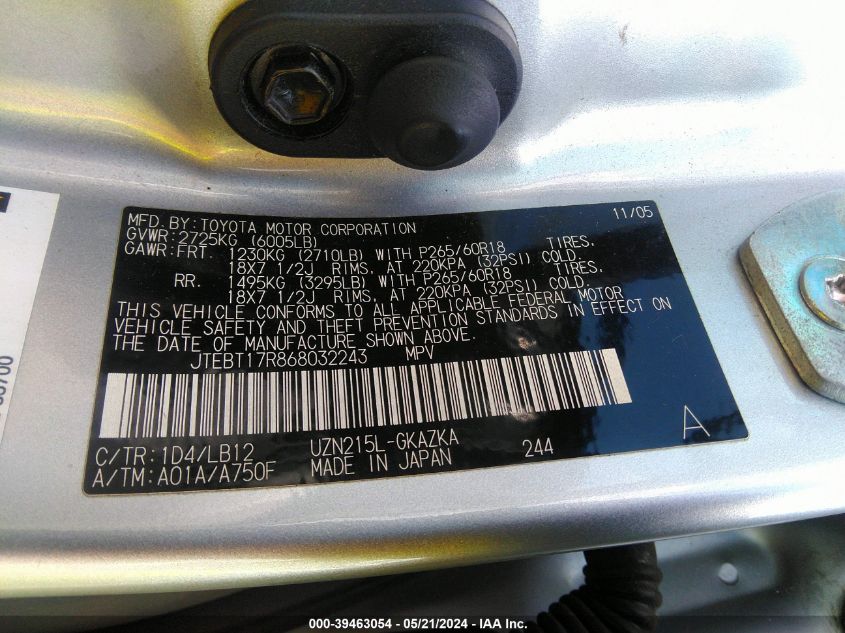 MFD. BY: TOYOTA MOTOR CORPORATION 11/05
GVWR: 2725KG (6005LB)
GAWR: FRT. 1230KG (2710LB) WITH P265/60R18 TIRES,
18X7 1/2J RIMS, AT 220KPA (32PSI) COLD.
RR. 1495KG (3295LB) WITH P265/60R18 TIRES,
18X7 1/2J RIMS, AT 220KPA (32PSI) COLD.
THIS VEHICLE CONFORMS TO ALL APPLICABLE FEDERAL MOTOR
VEHICLE SAFETY AND THEFT PREVENTION STANDARDS IN EFFECT ON
THE DATE OF MANUFACTURE SHOWN ABOVE.
JTEBT17R868032243 MPV
C/TR: 1D4/LB12 UZN215L-GKAZKA 244 A
A/TM: A01A/A750F MADE IN JAPAN
000-39463054 - 05/21/2024 - IAA Inc.